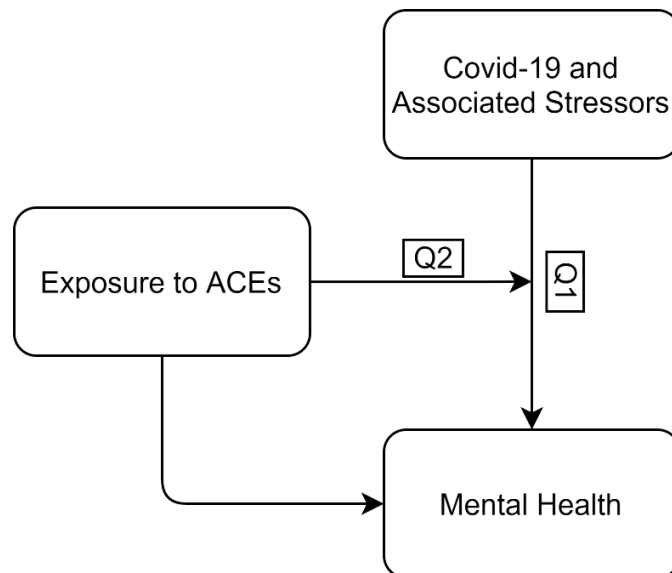 Covid-19 and
Associated Stressors
Exposure to ACEs
Q2
Q1
Mental Health